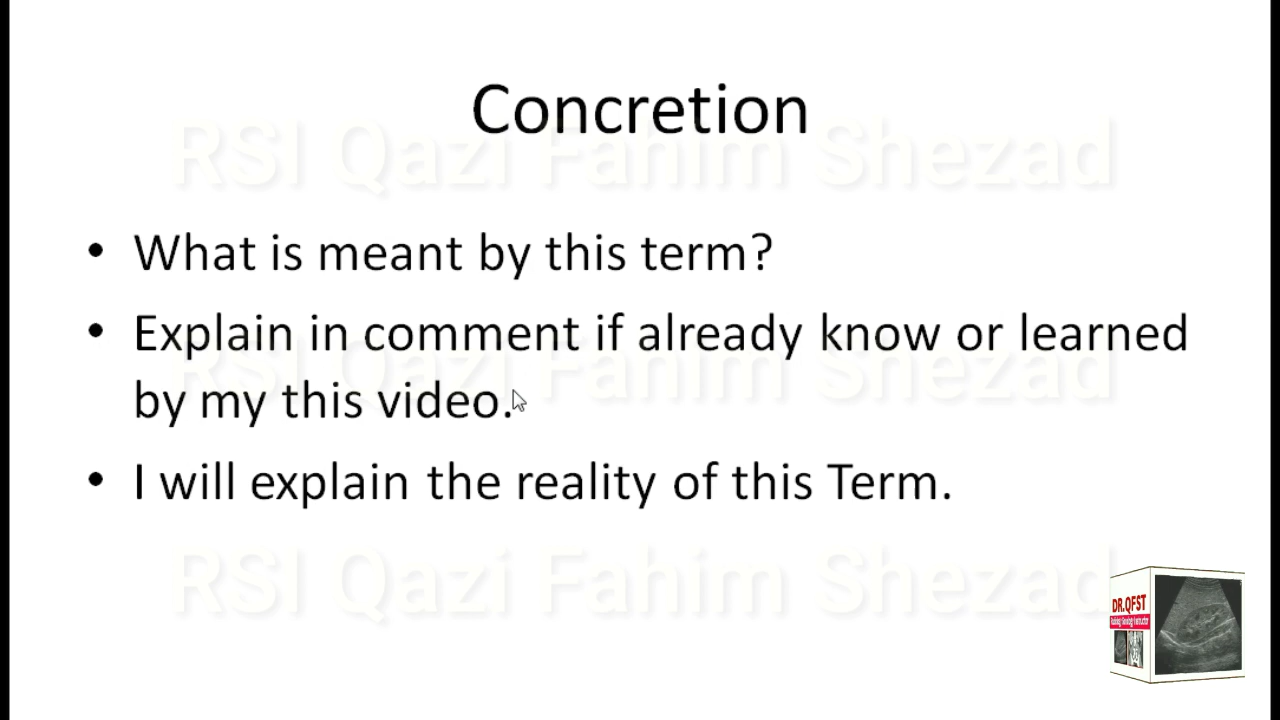 Concretion
RSI Qazi Fahim Shezad
• What is meant by this term?
• Explain in comment if already know or learned
by my this video.
RSI Qazi Fahim Shezad
• I will explain the reality of this Term.
RSI Qazi Fahim Shezad
DR.QFST